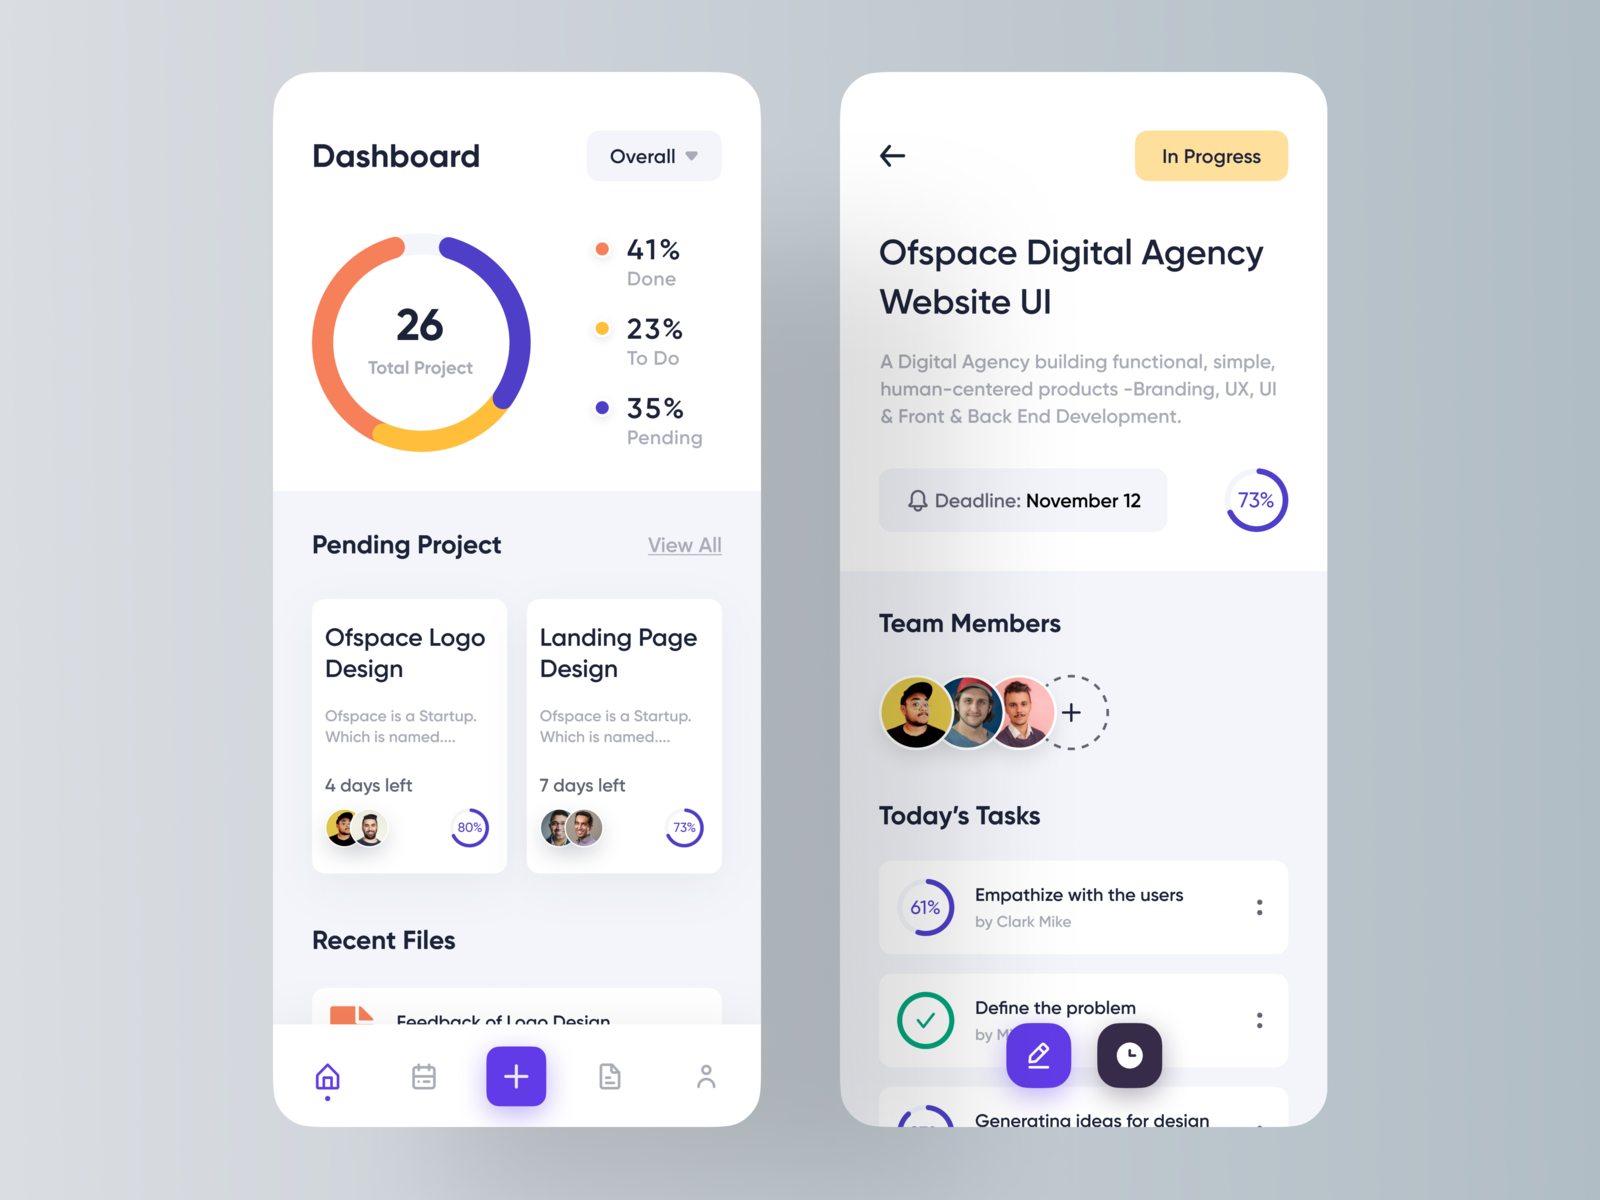 Dashboard
Overall
26
Total Project
41%
Done
23%
To Do
35%
Pending
Pending Project
View All
Ofspace Logo
Design
Ofspace is a Startup.
Which is named....
4 days left
80%
Landing Page
Design
Ofspace is a Startup.
Which is named....
7 days left
73%
Recent Files
Feedback of Logo Design
In Progress
Ofspace Digital Agency
Website UI
A Digital Agency building functional, simple,
human-centered products -Branding, UX, UI
& Front & Back End Development.
Deadline: November 12
73%
Team Members
Today's Tasks
61%
Empathize with the users
by Clark Mike
Define the problem
by
Generating ideas for design